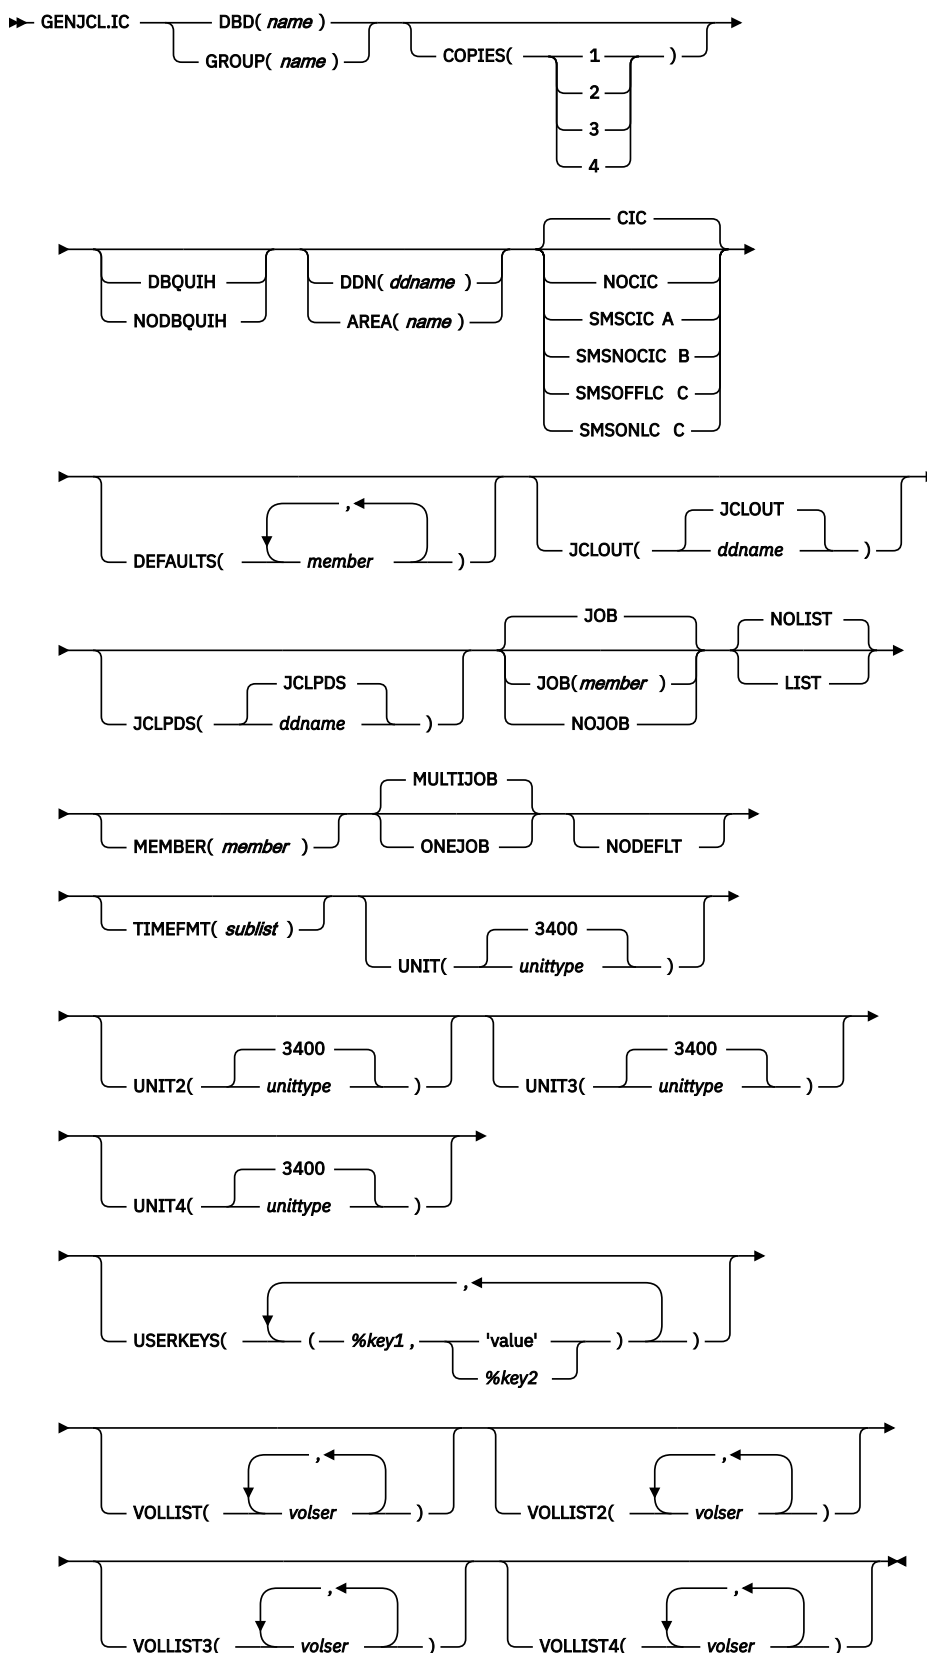 GENJCL.IC DBD( name ) COPIES( 1 )
GROUP( name ) 2
3
4
CIC
DBQUIH DDN( ddname ) NOCIC
NODBQUIH AREA( name ) SMSCIC A
SMSNOCIC B
SMSOFFLC C
SMSONLC C
, JCLOUT
DEFAULTS( member ) JCLOUT( ddname )
JOB NOLIST
JCLPDS JOB(member ) LIST
JCLPDS( ddname ) NOJOB
MULTIJOB
MEMBER( member ) ONEJOB NODEFLT
TIMEFMT( sublist ) 3400
UNIT( unittype )
3400 3400
UNIT2( unittype ) UNIT3( unittype )
3400
UNIT4( unittype )
,
USERKEYS( ( %key1 , 'value' ) )
%key2
, ,
VOLLIST( volser ) VOLLIST2( volser )
, ,
VOLLIST3( volser ) VOLLIST4( volser )